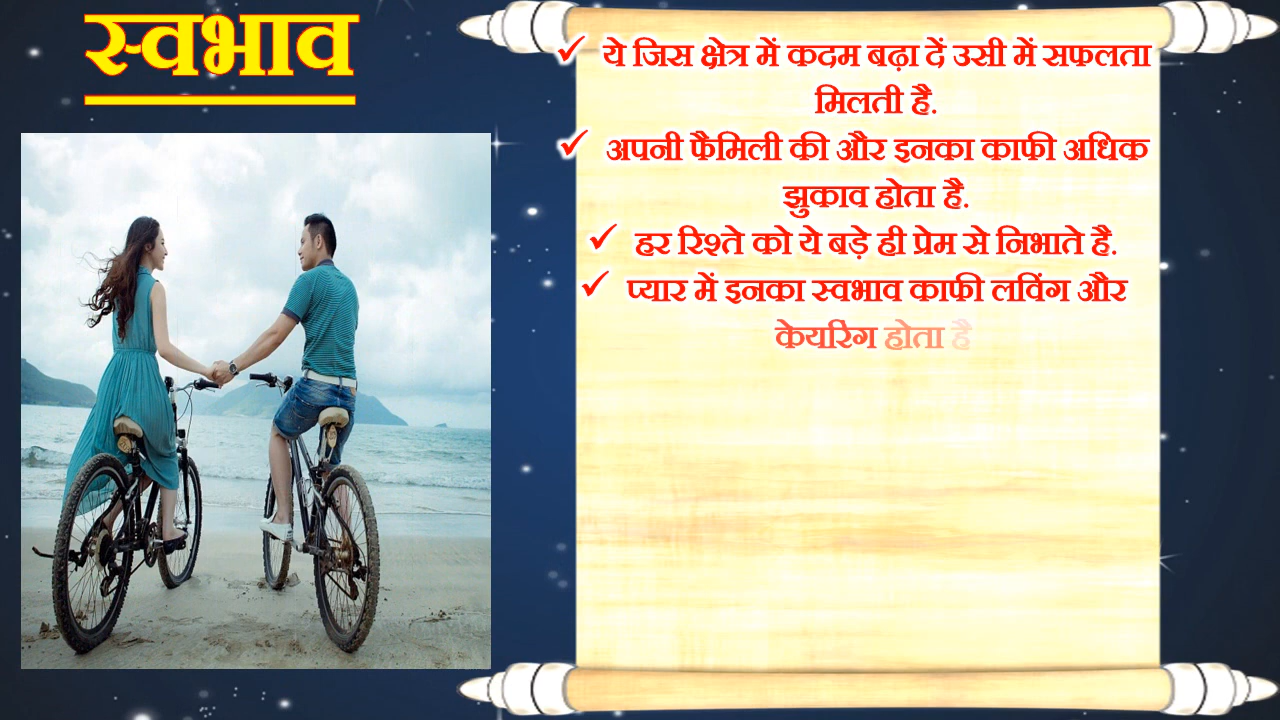 स्वभाव
✓ ये जिस क्षेत्र में कदम बढ़ा दें उसी में सफलता
मिलती है.
✓ अपनी फैमिली की और इनका काफी अधिक
झुकाव होता है.
✓ हर रिश्ते को ये बड़े ही प्रेम से निभाते है.
✓ प्यार में इनका स्वभाव काफी लविंग और
केयरिंग होता है